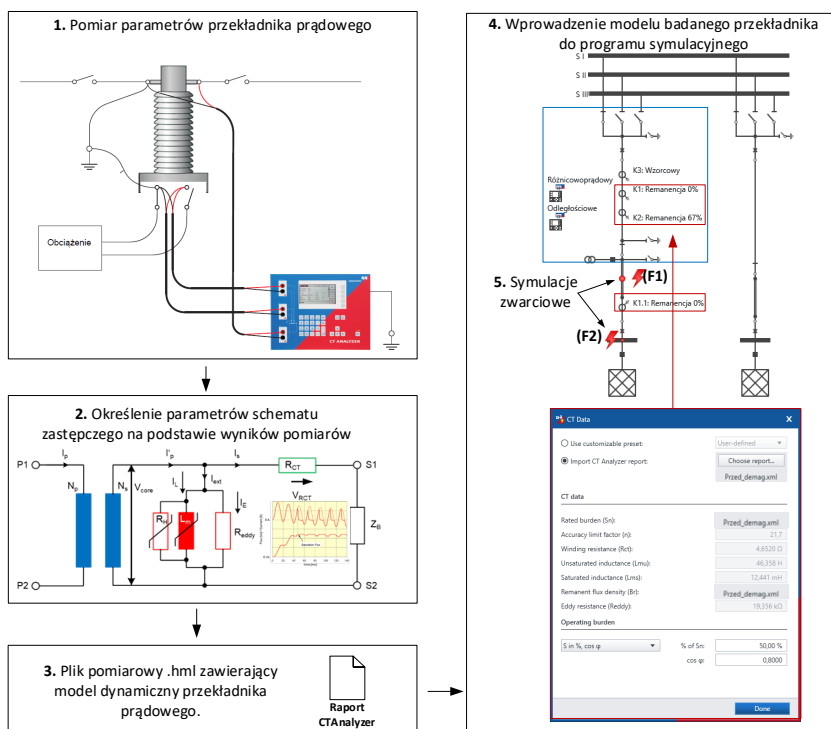 1. Pomiar parametrów przekładnika prądowego
Obciążenie
CT ANALYZER
2. Określenie parametrów schematu
zastępczego na podstawie wyników pomiarów
P1
Ip
I'p
Is
RCT
S1
Np
Ns
Vcore
IL
Iext
IE
VRCT
RH
Lm
Reddy
ZB
P2
S2
3. Plik pomiarowy .hml zawierający
model dynamiczny przekładnika
prądowego.
Raport
CTAnalyzer
4. Wprowadzenie modelu badanego przekładnika
do programu symulacyjnego
S I
S II
S III
K3: Wzorcowy
Różnicowoprądowy
K1: Remanencja 0%
Odległościowe
K2: Remanencja 67%
5. Symulacje
zwarciowe
(F1)
K1.1: Remanencja 0%
(F2)
CT Data X
Use customizable preset: User-defined
Import CT Analyzer report: Choose report...
Przed_demag.xml
CT data
Rated burden (Sn): Przed_demag.xml
Accuracy limit factor (n): 21,7
Winding resistance (Rct): 4,6520 Ω
Unsaturated inductance (Lmu): 46,358 H
Saturated inductance (Lms): 12,441 mH
Remanent flux density (Br): Przed_demag.xml
Eddy resistance (Reddy): 19,356 kΩ
Operating burden
S in %, cos φ % of Sn: 50,00 %
cos φ: 0,8000
Done